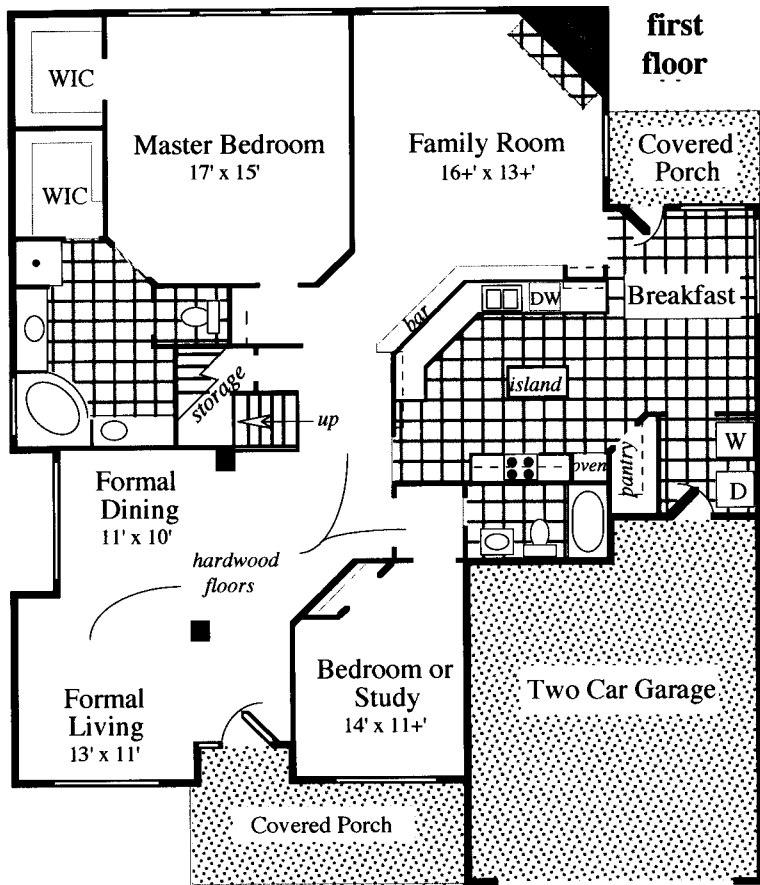 first
floor
WIC
Master Bedroom
17' x 15'
Family Room
16+' x 13+'
Covered
Porch
WIC
DW
Breakfast
bar
island
storage
up
W
pantry
oven
D
Formal
Dining
11' x 10'
hardwood
floors
Bedroom or
Study
14' x 11+'
Two Car Garage
Formal
Living
13' x 11'
Covered Porch